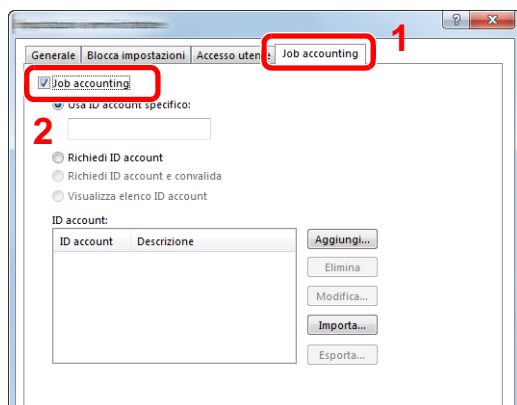 1
Generale Blocca impostazioni Accesso utente Job accounting
Job accounting
Usa ID account specifico:
2
Richiedi ID account
Richiedi ID account e convalida
Visualizza elenco ID account
ID account:
ID account Descrizione
Aggiungi...
Elimina
Modifica...
Importa...
Esporta...